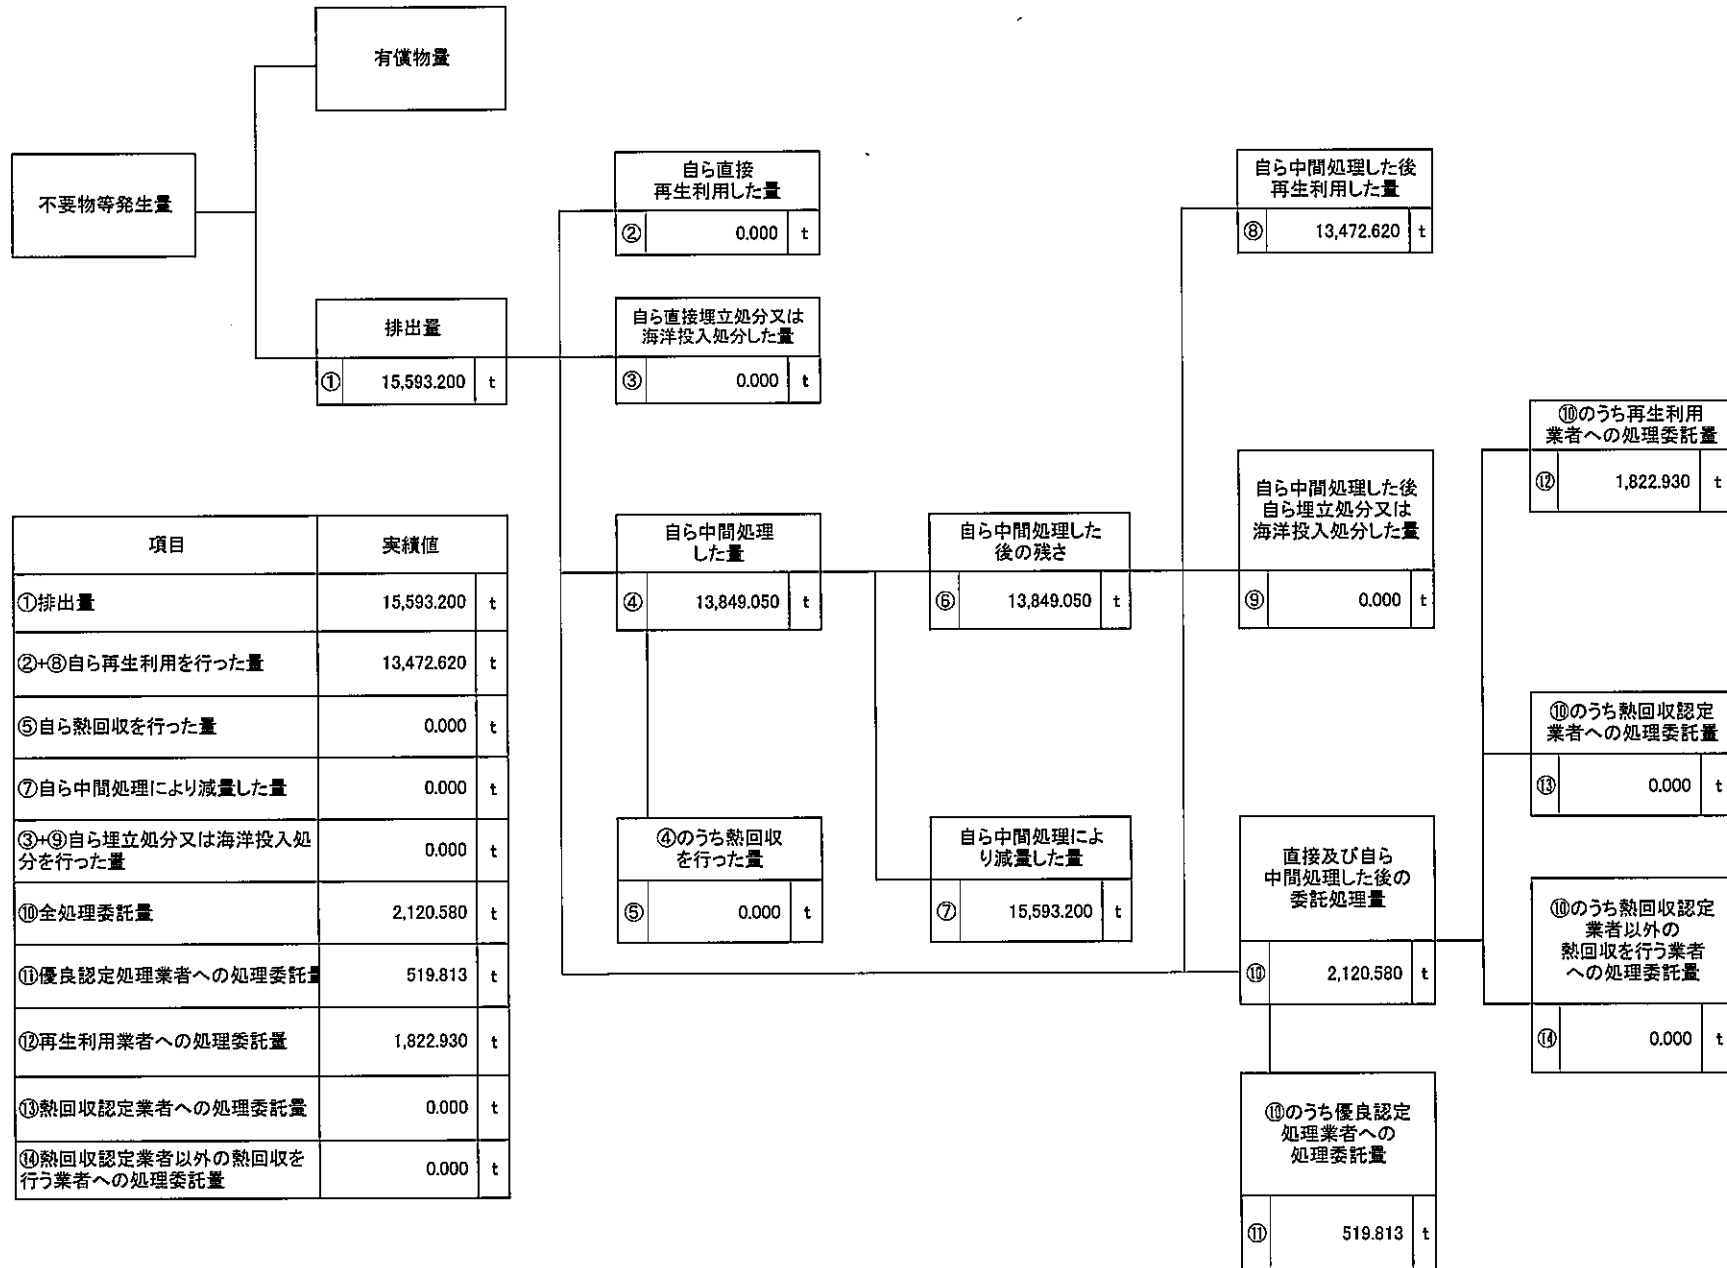 有償物量
不要物等発生量
排出量
① 15,593.200 t
自ら直接
再生利用した量
② 0.000 t
自ら直接埋立処分又は
海洋投入処分した量
③ 0.000 t
自ら中間処理
した量
④ 13,849.050 t
④のうち熱回収
を行った量
⑤ 0.000 t
自ら中間処理した
後の残さ
⑥ 13,849.050 t
自ら中間処理によ
り減量した量
⑦ 15,593.200 t
自ら中間処理した後
再生利用した量
⑧ 13,472.620 t
自ら中間処理した後
自ら埋立処分又は
海洋投入処分した量
⑨ 0.000 t
直接及び自ら
中間処理した後の
委託処理量
⑩ 2,120.580 t
⑩のうち優良認定
処理業者への
処理委託量
⑪ 519.813 t
⑩のうち再生利用
業者への処理委託量
⑫ 1,822.930 t
⑩のうち熱回収認定
業者への処理委託量
⑬ 0.000 t
⑩のうち熱回収認定
業者以外の
熱回収を行う業者
への処理委託量
⑭ 0.000 t
項目 実績値
①排出量 15,593.200 t
②+⑧自ら再生利用を行った量 13,472.620 t
⑤自ら熱回収を行った量 0.000 t
⑦自ら中間処理により減量した量 0.000 t
③+⑨自ら埋立処分又は海洋投入処
分を行った量 0.000 t
⑩全処理委託量 2,120.580 t
⑪優良認定処理業者への処理委託量 519.813 t
⑫再生利用業者への処理委託量 1,822.930 t
⑬熱回収認定業者への処理委託量 0.000 t
⑭熱回収認定業者以外の熱回収を
行う業者への処理委託量 0.000 t